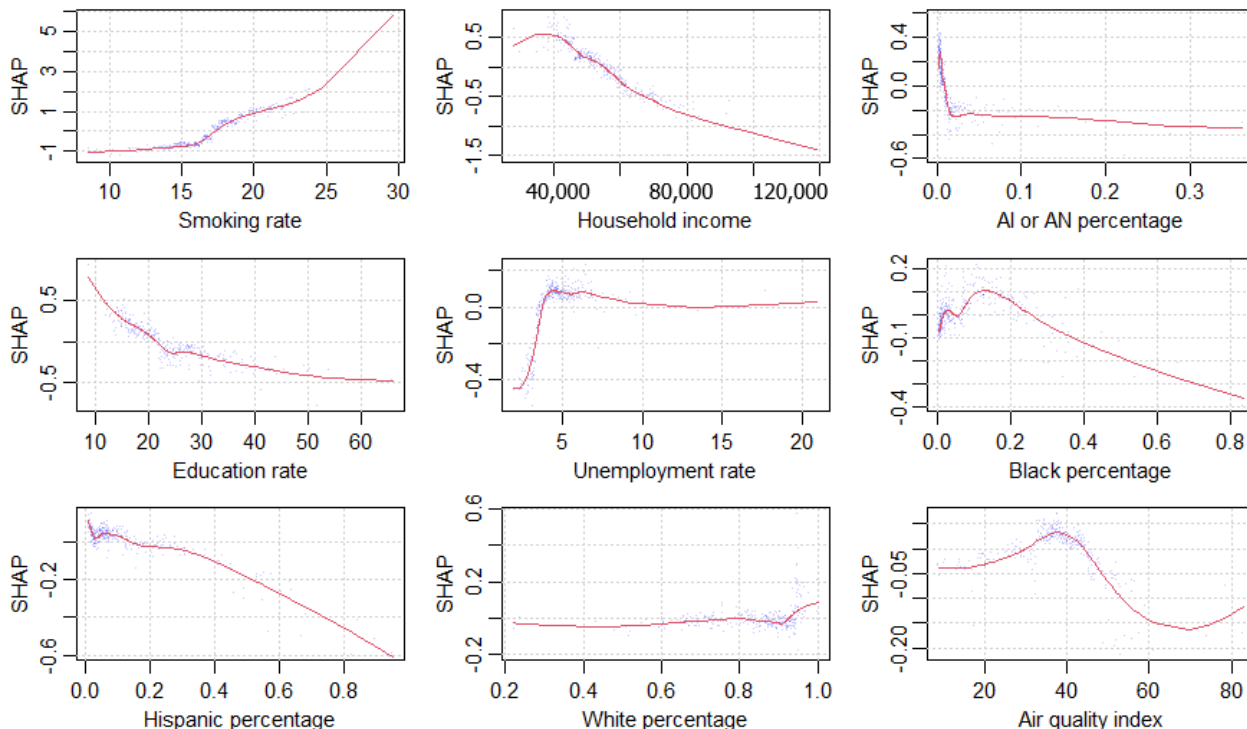 SHAP
5
3
1
-1
10 15 20 25 30
Smoking rate
SHAP
0.5
-0.5
-1.5
40,000 80,000 120,000
Household income
SHAP
0.4
0.0
-0.6
0.0 0.1 0.2 0.3
AI or AN percentage
SHAP
0.5
-0.5
10 20 30 40 50 60
Education rate
SHAP
0.0
-0.4
5 10 15 20
Unemployment rate
SHAP
0.2
-0.1
-0.4
0.0 0.2 0.4 0.6 0.8
Black percentage
SHAP
-0.2
-0.6
0.0 0.2 0.4 0.6 0.8
Hispanic percentage
SHAP
0.6
0.2
-0.2
0.2 0.4 0.6 0.8 1.0
White percentage
SHAP
-0.05
-0.20
20 40 60 80
Air quality index